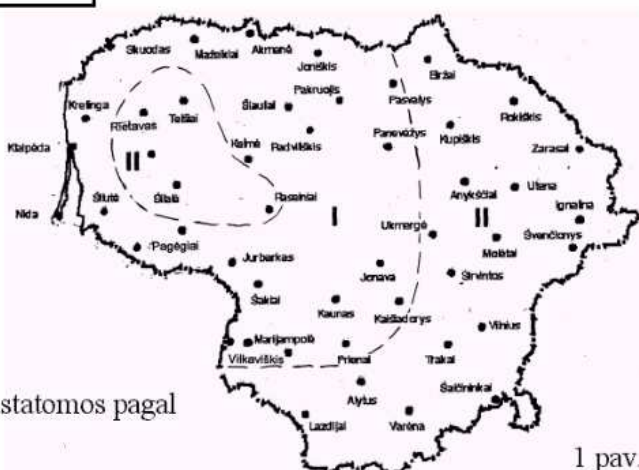 Skuodas
Mažeikiai
Akmenė
Joniškis
Biržai
Pakruojis
Pasvalys
Kretinga
Telšiai
Šiauliai
Rokiškis
Rietavas
Radviliškis
Kupiškis
Klaipėda
Kelmė
Panevėžys
Zarasai
II
Anykščiai
Utena
Šilutė
Šilalė
Raseiniai
I
II
Ignalina
Nida
Ukmergė
Pagėgiai
Molėtai
Švenčionys
Jurbarkas
Jonava
Širvintos
Šakiai
Kaunas
Kaišiadorys
Vilnius
Marijampolė
Vilkaviškis
Prienai
Trakai
Alytus
Šalčininkai
statomos pagal
Lazdijai
Varėna
1 pav.